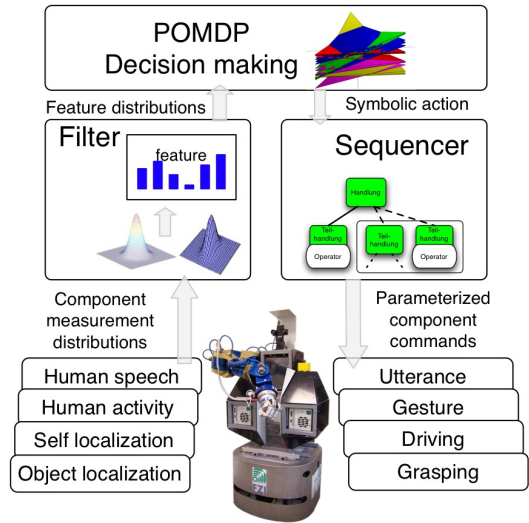 POMDP
Decision making
Feature distributions
Symbolic action
Filter
feature
Sequencer
Handlung
Teil-
handlung
Operator
Teil-
handlung
Teil-
handlung
Operator
Component
measurement
distributions
Parameterized
component
commands
Human speech
Human activity
Self localization
Object localization
Utterance
Gesture
Driving
Grasping
FZI